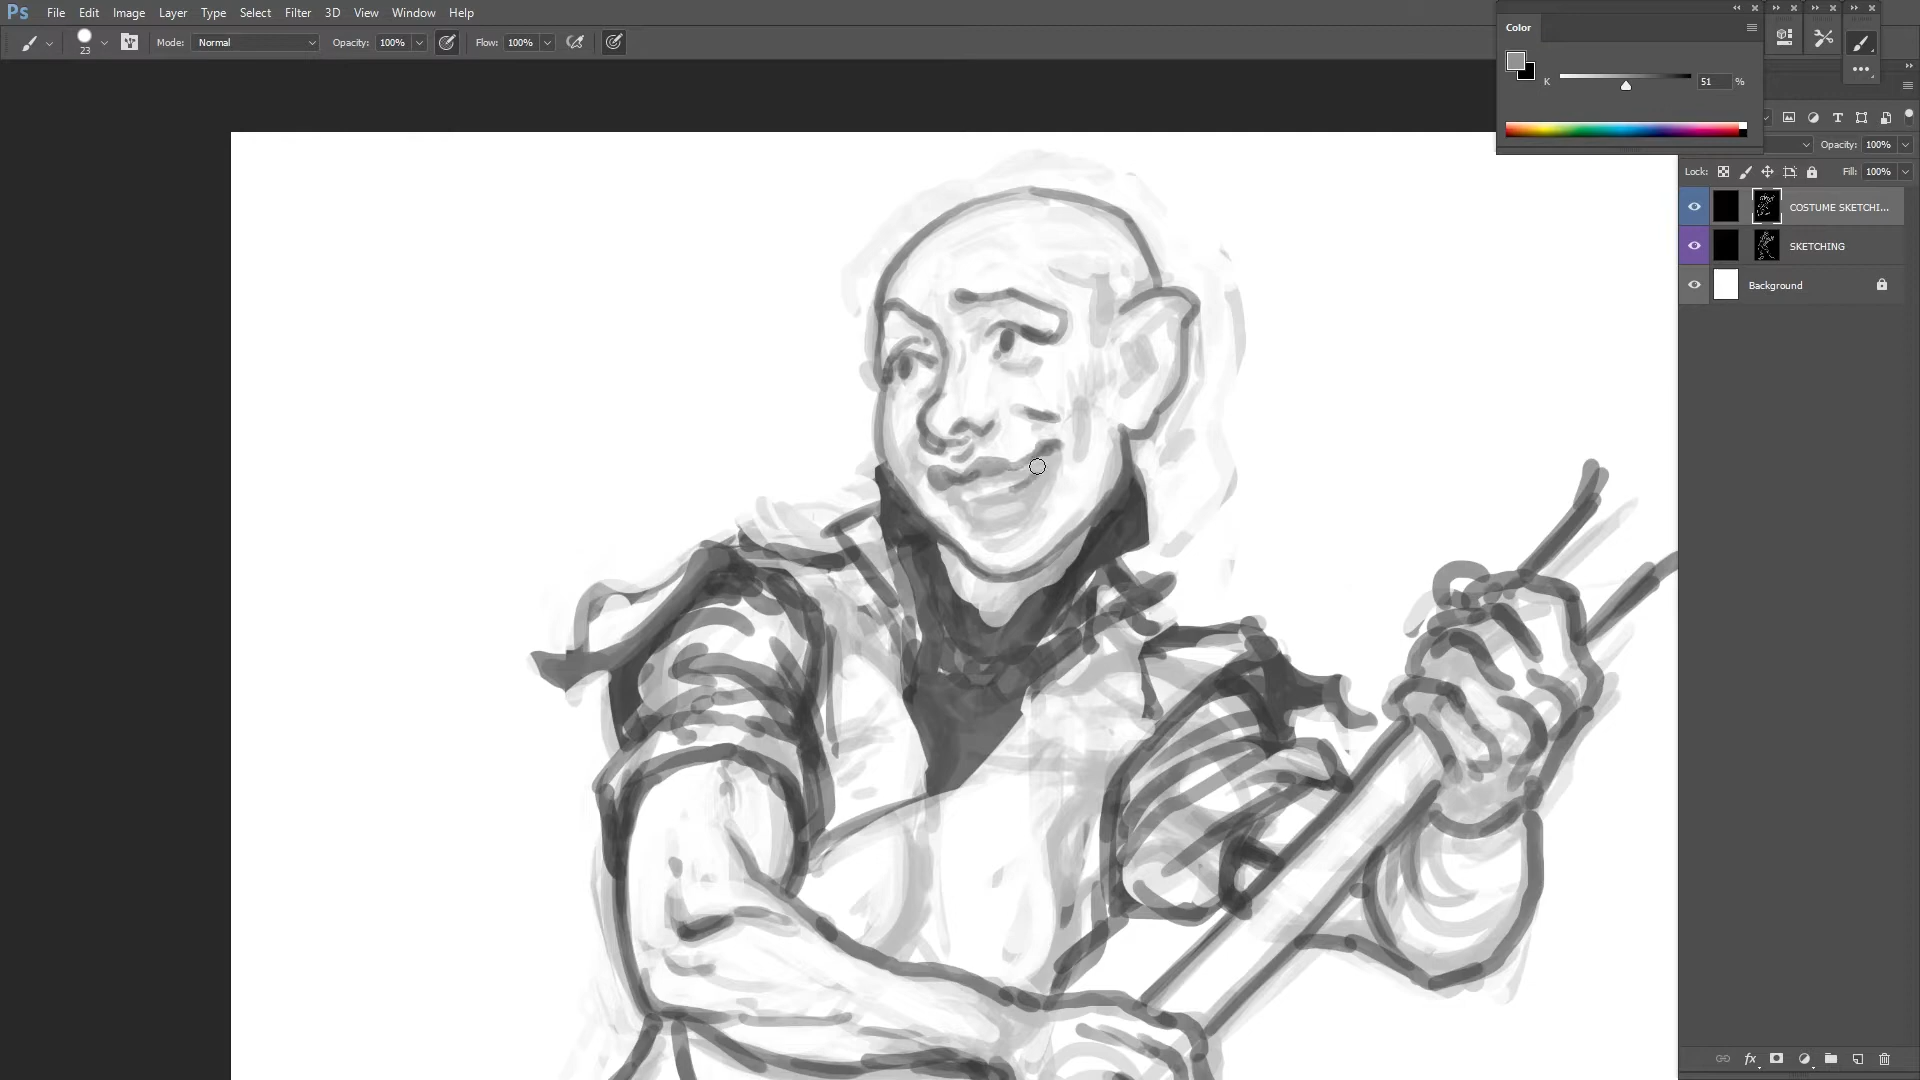 Ps File Edit Image Layer Type Select Filter 3D View Window Help
23 Mode: Normal Opacity: 100% Flow: 100%
Color
K 51 %
Opacity: 100%
Lock: Fill: 100%
COSTUME SKETCHI...
SKETCHING
Background
fx